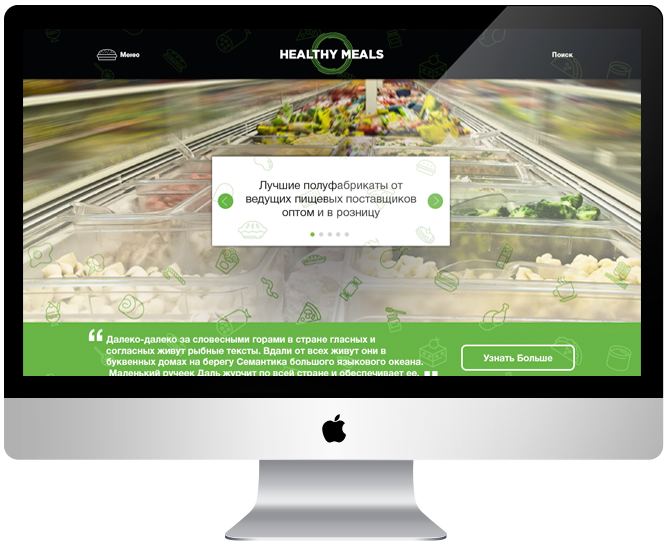 Меню
HEALTHY MEALS
Поиск
Лучшие полуфабрикаты от
ведущих пищевых поставщиков
оптом и в розницу
“ Далеко-далеко за словесными горами в стране гласных и
согласных живут рыбные тексты. Вдали от всех живут они в
буквенных домах на берегу Семантика большого языкового океана.
Маленький ручеек Даль журчит по всей стране и обеспечивает ее,
Узнать Больше